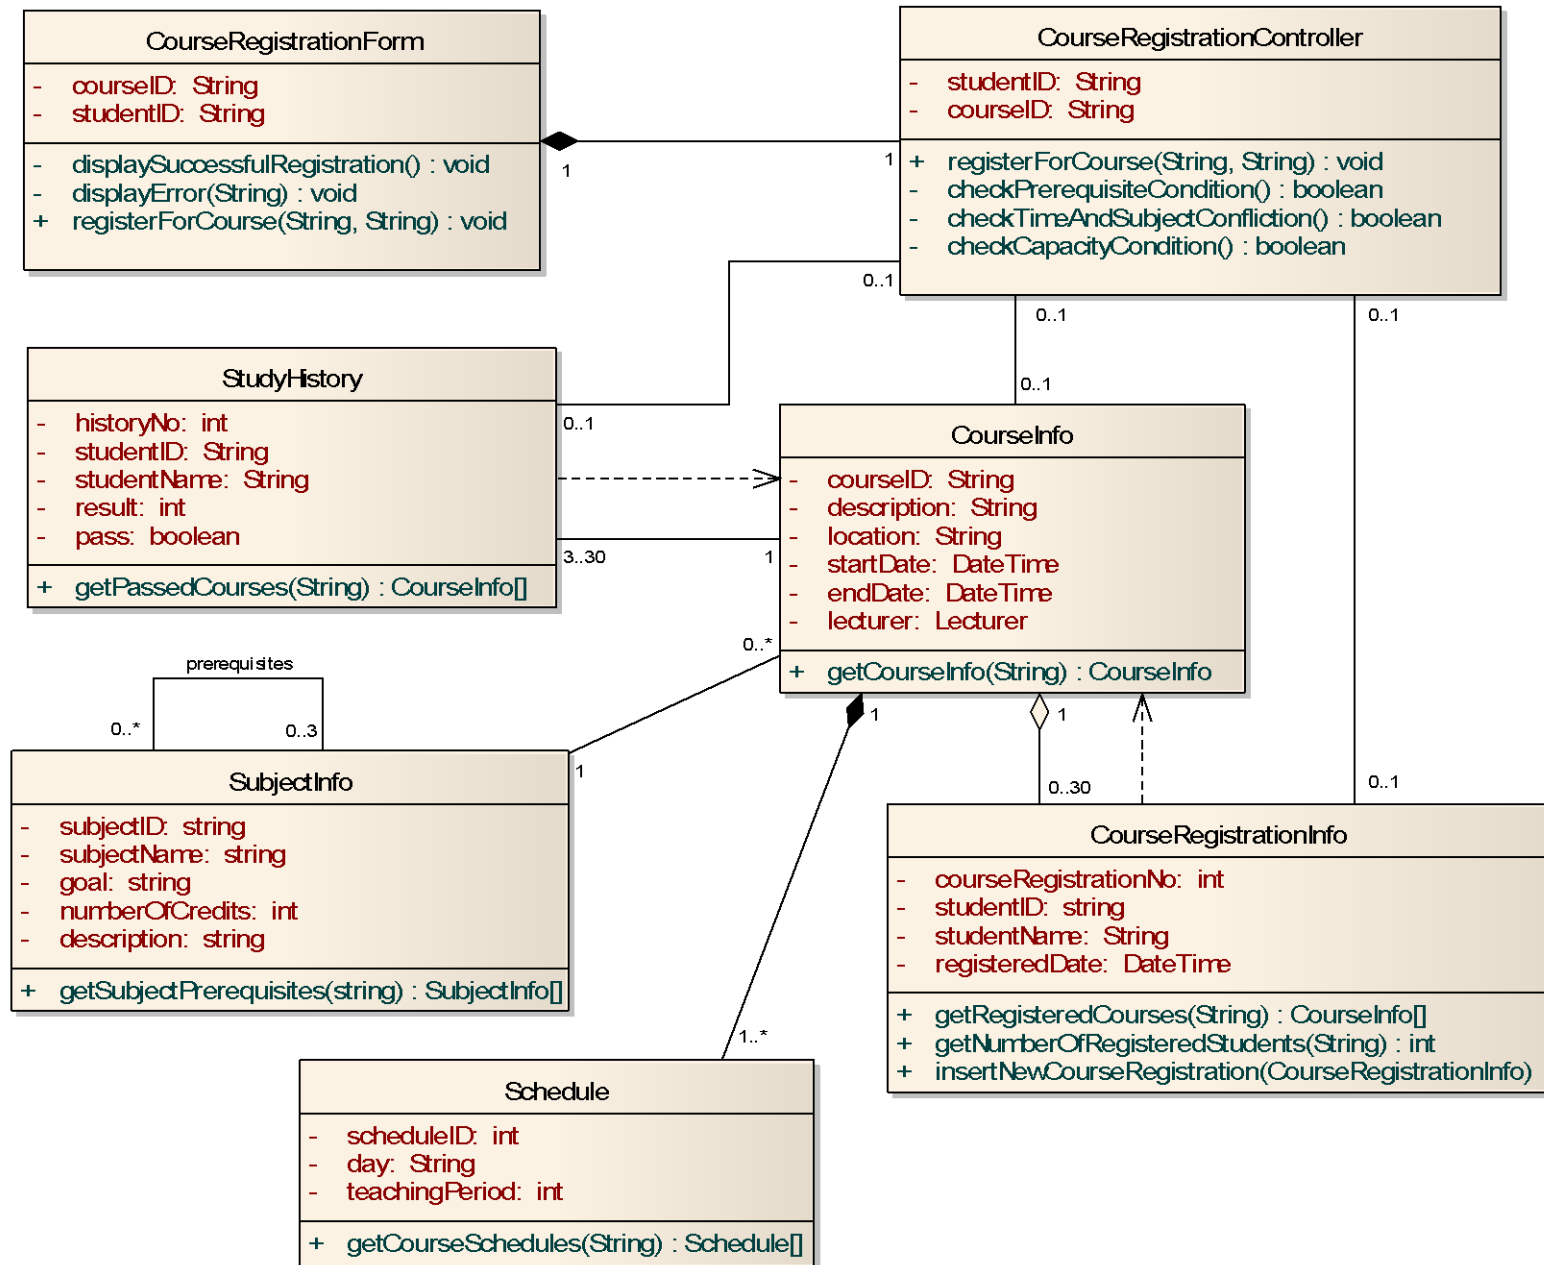 CourseRegistrationForm
- courseID: String
- studentID: String
- displaySuccessfulRegistration() : void
- displayError(String) : void
+ registerForCourse(String, String) : void
CourseRegistrationController
- studentID: String
- courseID: String
+ registerForCourse(String, String) : void
- checkPrerequisiteCondition() : boolean
- checkTimeAndSubjectConfliction() : boolean
- checkCapacityCondition() : boolean
1
1
0..1
0..1
0..1
0..1
0..1
0..1
StudyHistory
- historyNo: int
- studentID: String
- studentName: String
- result: int
- pass: boolean
+ getPassedCourses(String) : CourseInfo[]
3..30
1
CourseInfo
- courseID: String
- description: String
- location: String
- startDate: DateTime
- endDate: DateTime
- lecturer: Lecturer
+ getCourseInfo(String) : CourseInfo
0..*
1
prerequisites
0..*
0..3
SubjectInfo
- subjectID: string
- subjectName: string
- goal: string
- numberOfCredits: int
- description: string
+ getSubjectPrerequisites(string) : SubjectInfo[]
1
1
0..30
1..*
CourseRegistrationInfo
- courseRegistrationNo: int
- studentID: string
- studentName: String
- registeredDate: DateTime
+ getRegisteredCourses(String) : CourseInfo[]
+ getNumberOfRegisteredStudents(String) : int
+ insertNewCourseRegistration(CourseRegistrationInfo)
Schedule
- scheduleID: int
- day: String
- teachingPeriod: int
+ getCourseSchedules(String) : Schedule[]